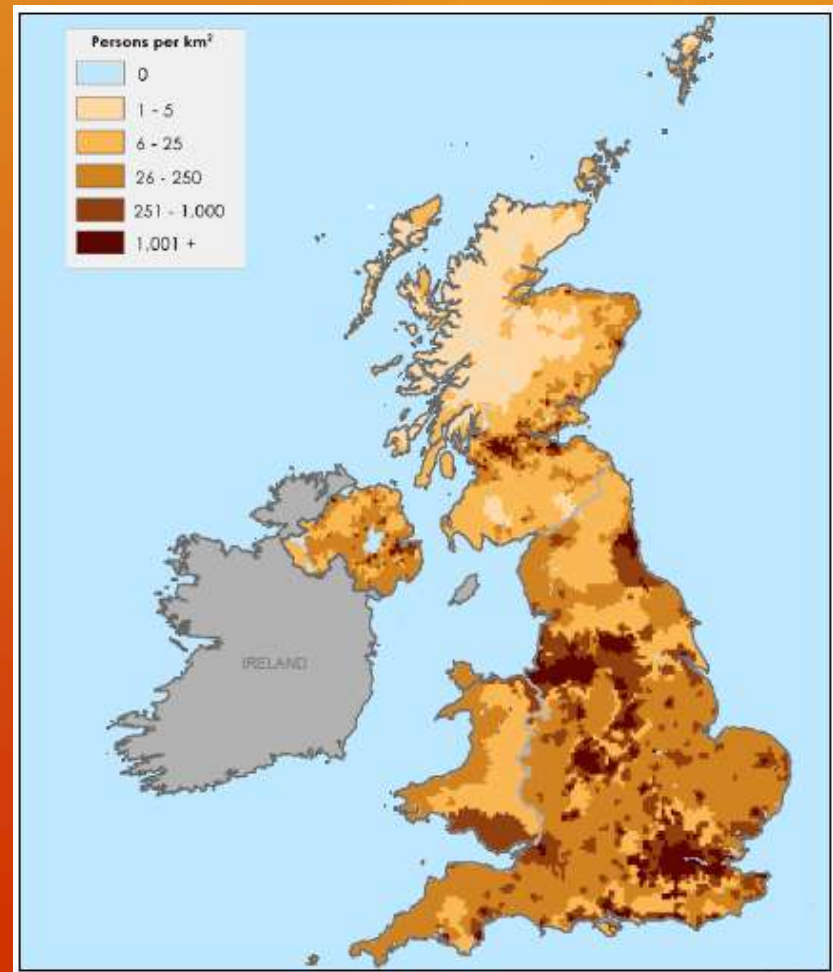 Persons per km²
0
1 - 5
6 - 25
26 - 250
251 - 1.000
1.001 +
IRELAND